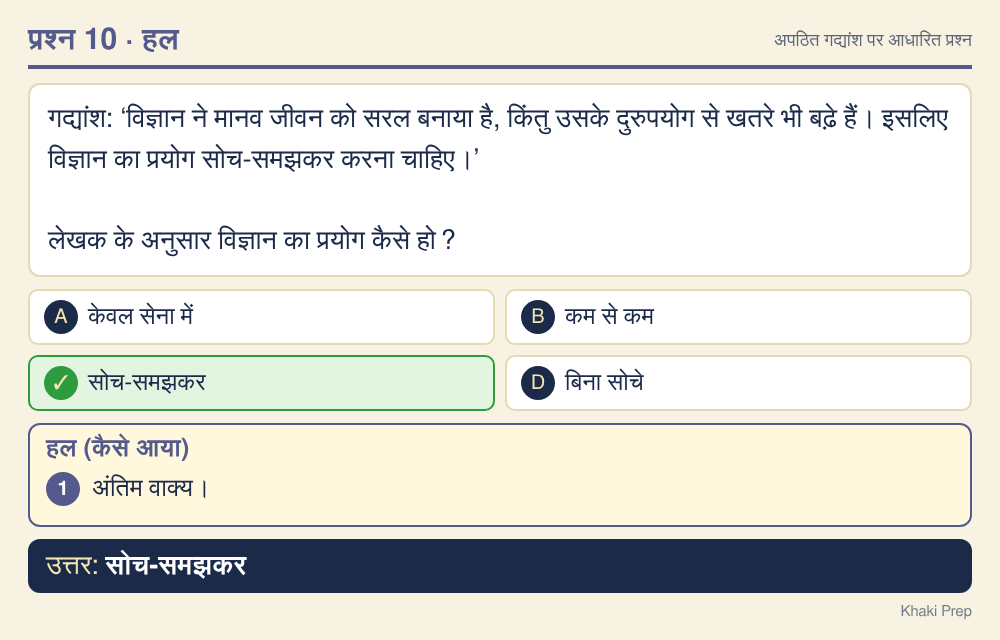 प्रश्न 10 · हल
अपठित गद्यांश पर आधारित प्रश्न
गद्यांश: ‘विज्ञान ने मानव जीवन को सरल बनाया है, किंतु उसके दुरुपयोग से खतरे भी बढ़े हैं। इसलिए
विज्ञान का प्रयोग सोच-समझकर करना चाहिए।’
लेखक के अनुसार विज्ञान का प्रयोग कैसे हो?
A केवल सेना में
B कम से कम
✓ सोच-समझकर
D बिना सोचे
हल (कैसे आया)
1 अंतिम वाक्य।
उत्तर: सोच-समझकर
Khaki Prep